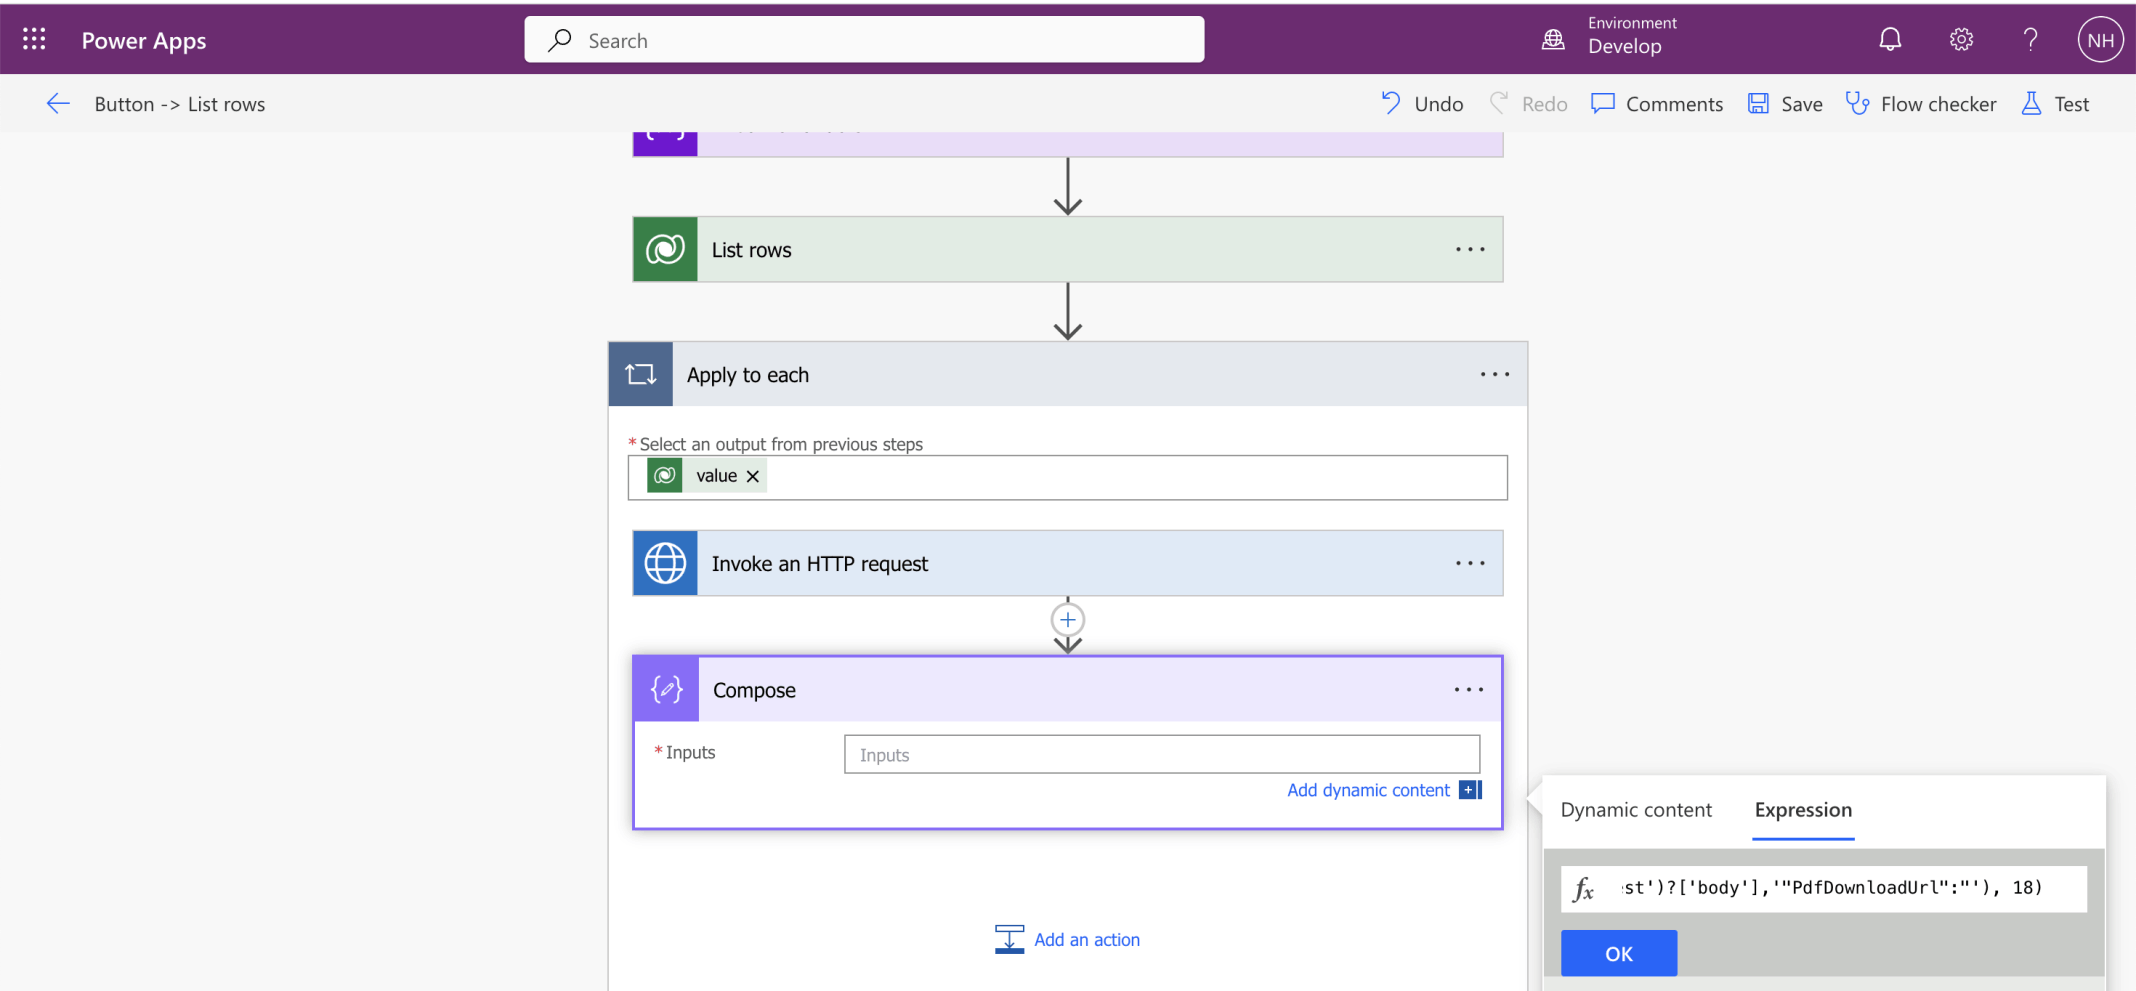 Power Apps
Search
Environment
Develop
NH
Button -> List rows
Undo
Redo
Comments
Save
Flow checker
Test
List rows
Apply to each
* Select an output from previous steps
value
Invoke an HTTP request
Compose
* Inputs
Inputs
Add dynamic content
Dynamic content
Expression
fx
st')?['body'],'"PdfDownloadUrl":"'), 18)
OK
Add an action